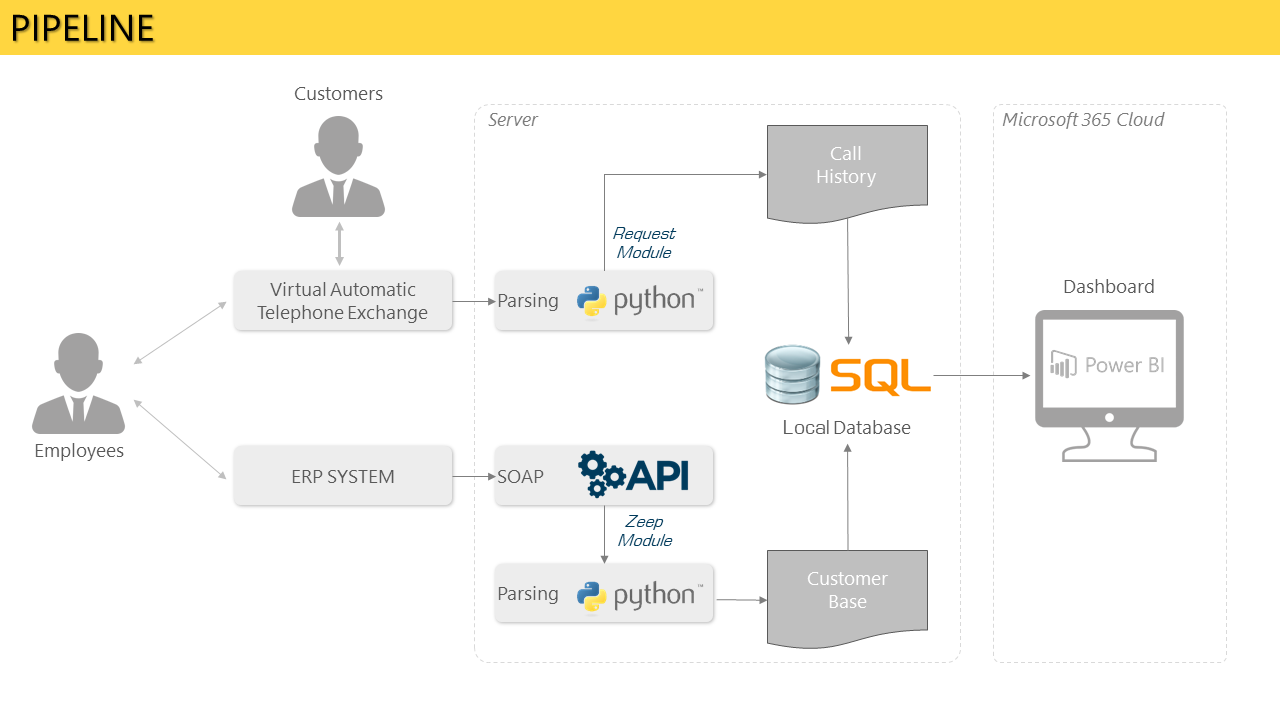 PIPELINE
Customers
Server
Microsoft 365 Cloud
Call
History
Request
Module
Virtual Automatic
Telephone Exchange
Parsing
python™
Dashboard
Power BI
SQL
Local Database
Employees
ERP SYSTEM
SOAP
API
Zeep
Module
Parsing
python™
Customer
Base